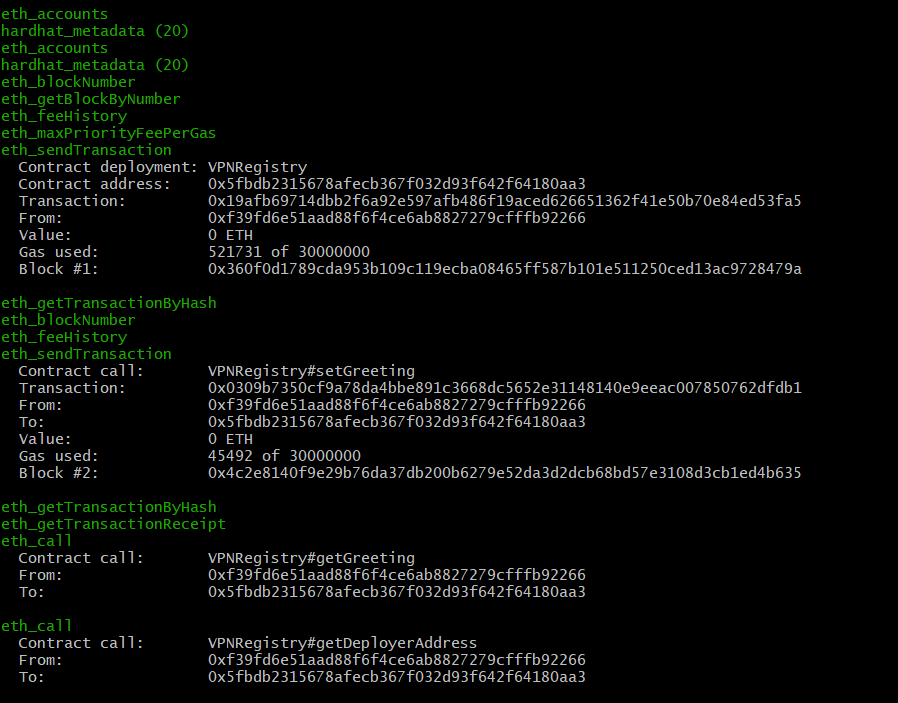 eth_accounts
hardhat_metadata (20)
eth_accounts
hardhat_metadata (20)
eth_blockNumber
eth_getBlockByNumber
eth_feeHistory
eth_maxPriorityFeePerGas
eth_sendTransaction
Contract deployment: VPNRegistry
Contract address: 0x5fbdb2315678afecb367f032d93f642f64180aa3
Transaction: 0x19afb69714dbb2f6a92e597afb486f19aced626651362f41e50b70e84ed53fa5
From: 0xf39fd6e51aad88f6f4ce6ab8827279cfffb92266
Value: 0 ETH
Gas used: 521731 of 30000000
Block #1: 0x360f0d1789cda953b109c119ecba08465ff587b101e511250ced13ac9728479a
eth_getTransactionByHash
eth_blockNumber
eth_feeHistory
eth_sendTransaction
Contract call: VPNRegistry#setGreeting
Transaction: 0x0309b7350cf9a78da4bbe891c3668dc5652e31148140e9eeac007850762dfdb1
From: 0xf39fd6e51aad88f6f4ce6ab8827279cfffb92266
To: 0x5fbdb2315678afecb367f032d93f642f64180aa3
Value: 0 ETH
Gas used: 45492 of 30000000
Block #2: 0x4c2e8140f9e29b76da37db200b6279e52da3d2dcb68bd57e3108d3cb1ed4b635
eth_getTransactionByHash
eth_getTransactionReceipt
eth_call
Contract call: VPNRegistry#getGreeting
From: 0xf39fd6e51aad88f6f4ce6ab8827279cfffb92266
To: 0x5fbdb2315678afecb367f032d93f642f64180aa3
eth_call
Contract call: VPNRegistry#getDeployerAddress
From: 0xf39fd6e51aad88f6f4ce6ab8827279cfffb92266
To: 0x5fbdb2315678afecb367f032d93f642f64180aa3